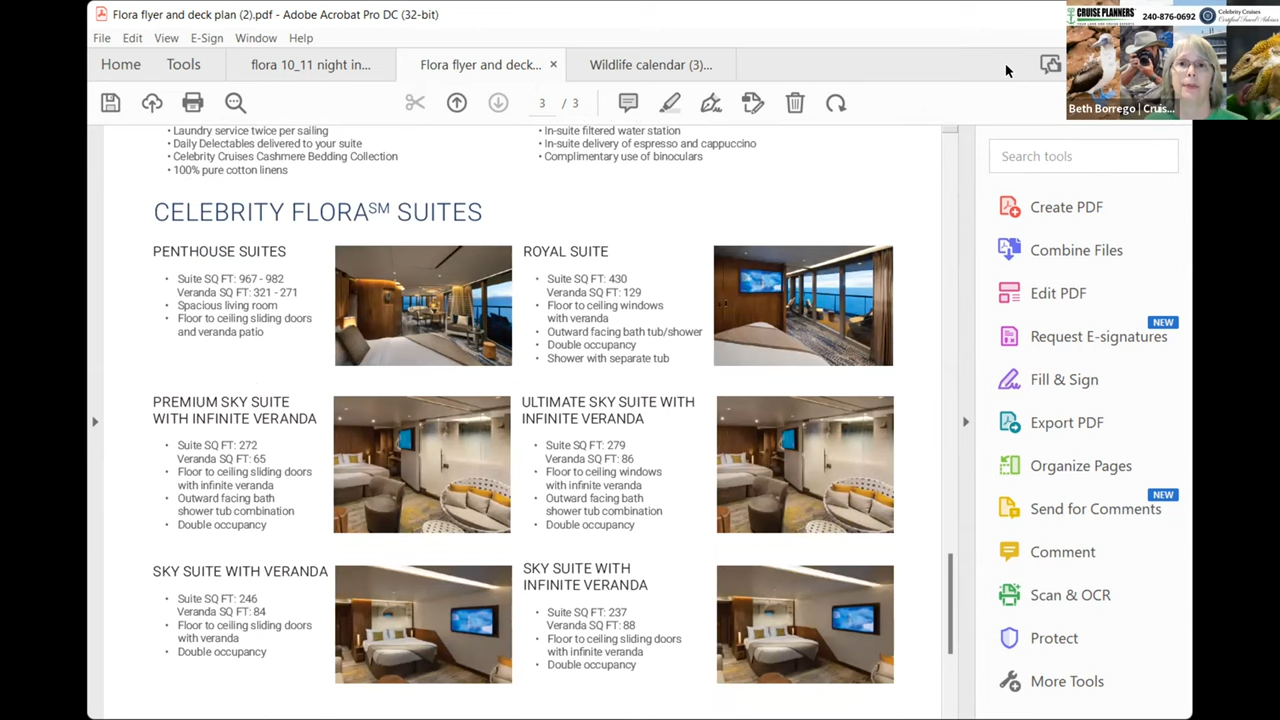 Flora flyer and deck plan (2).pdf - Adobe Acrobat Pro DC (32-bit)
File Edit View E-Sign Window Help
Home Tools flora 10_11 night in... Flora flyer and deck... × Wildlife calendar (3)...
3 / 3
CRUISE PLANNERS
240-876-0692
Celebrity Cruises
Certified Travel Advisor
Beth Borrego | Cruis...
• Laundry service twice per sailing
• Daily Delectables delivered to your suite
• Celebrity Cruises Cashmere Bedding Collection
• 100% pure cotton linens
• In-suite filtered water station
• In-suite delivery of espresso and cappuccino
• Complimentary use of binoculars
CELEBRITY FLORA℠ SUITES
PENTHOUSE SUITES
• Suite SQ FT: 967 - 982
Veranda SQ FT: 321 - 271
• Spacious living room
• Floor to ceiling sliding doors
and veranda patio
ROYAL SUITE
• Suite SQ FT: 430
Veranda SQ FT: 129
• Floor to ceiling windows
with veranda
• Outward facing bath tub/shower
• Double occupancy
• Shower with separate tub
PREMIUM SKY SUITE
WITH INFINITE VERANDA
• Suite SQ FT: 272
Veranda SQ FT: 65
• Floor to ceiling sliding doors
with infinite veranda
• Outward facing bath
shower tub combination
• Double occupancy
ULTIMATE SKY SUITE WITH
INFINITE VERANDA
• Suite SQ FT: 279
Veranda SQ FT: 86
• Floor to ceiling windows
with infinite veranda
• Outward facing bath
shower tub combination
• Double occupancy
SKY SUITE WITH VERANDA
• Suite SQ FT: 246
Veranda SQ FT: 84
• Floor to ceiling sliding doors
with veranda
• Double occupancy
SKY SUITE WITH
INFINITE VERANDA
• Suite SQ FT: 237
Veranda SQ FT: 88
• Floor to ceiling sliding doors
with infinite veranda
• Double occupancy
Search tools
Create PDF
Combine Files
Edit PDF
NEW
Request E-signatures
Fill & Sign
Export PDF
Organize Pages
NEW
Send for Comments
Comment
Scan & OCR
Protect
More Tools